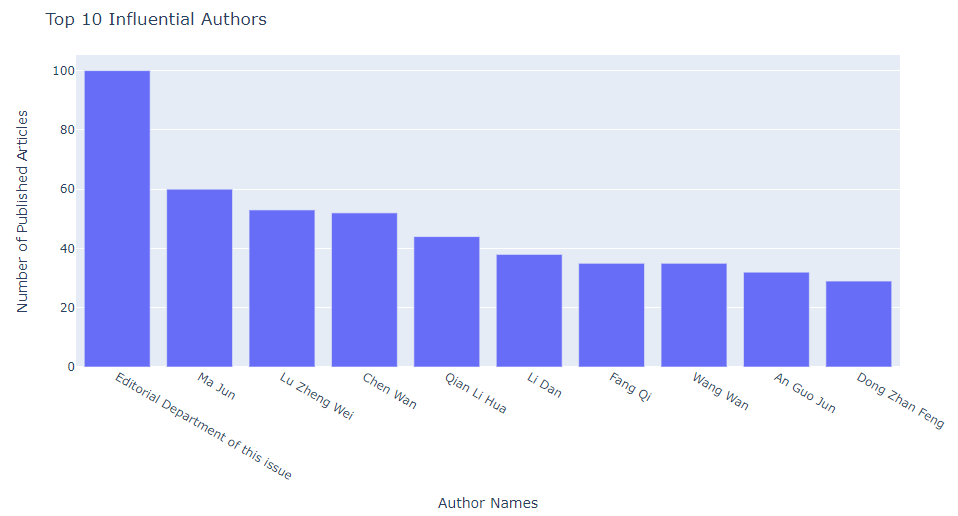 Top 10 Influential Authors
Number of Published Articles
100
80
60
40
20
0
Editorial Department of this issue
Ma Jun
Lu Zheng Wei
Chen Wan
Qian Li Hua
Li Dan
Fang Qi
Wang Wan
An Guo Jun
Dong Zhan Feng
Author Names